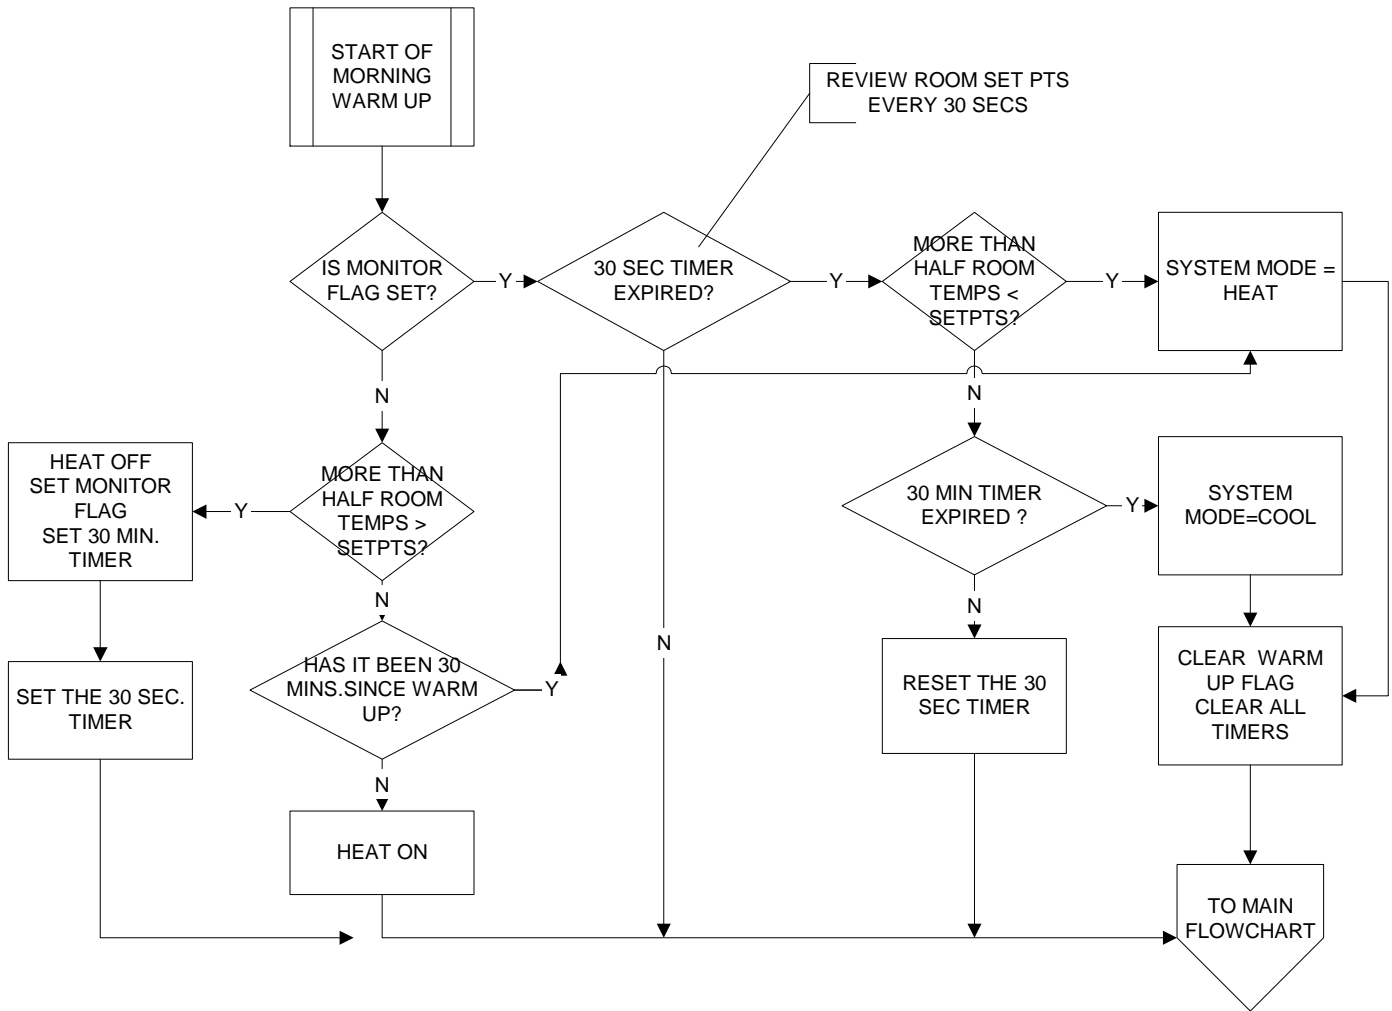 START OF
MORNING
WARM UP
REVIEW ROOM SET PTS
EVERY 30 SECS
IS MONITOR
FLAG SET?
Y
30 SEC TIMER
EXPIRED?
Y
MORE THAN
HALF ROOM
TEMPS <
SETPTS?
Y
SYSTEM MODE =
HEAT
N
N
HEAT OFF
SET MONITOR
FLAG
SET 30 MIN.
TIMER
Y
MORE THAN
HALF ROOM
TEMPS >
SETPTS?
30 MIN TIMER
EXPIRED ?
Y
SYSTEM
MODE=COOL
N
N
N
SET THE 30 SEC.
TIMER
HAS IT BEEN 30
MINS.SINCE WARM
UP?
Y
RESET THE 30
SEC TIMER
CLEAR  WARM
UP FLAG
CLEAR ALL
TIMERS
N
HEAT ON
TO MAIN
FLOWCHART